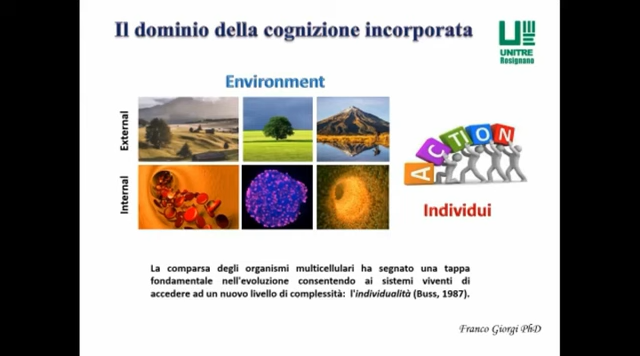 Il dominio della cognizione incorporata
UNITRE
Rosignano
Environment
External
Internal
ACTION
Individui
La comparsa degli organismi multicellulari ha segnato una tappa
fondamentale nell'evoluzione consentendo ai sistemi viventi di
accedere ad un nuovo livello di complessità: l'individualità (Buss, 1987).
Franco Giorgi PhD